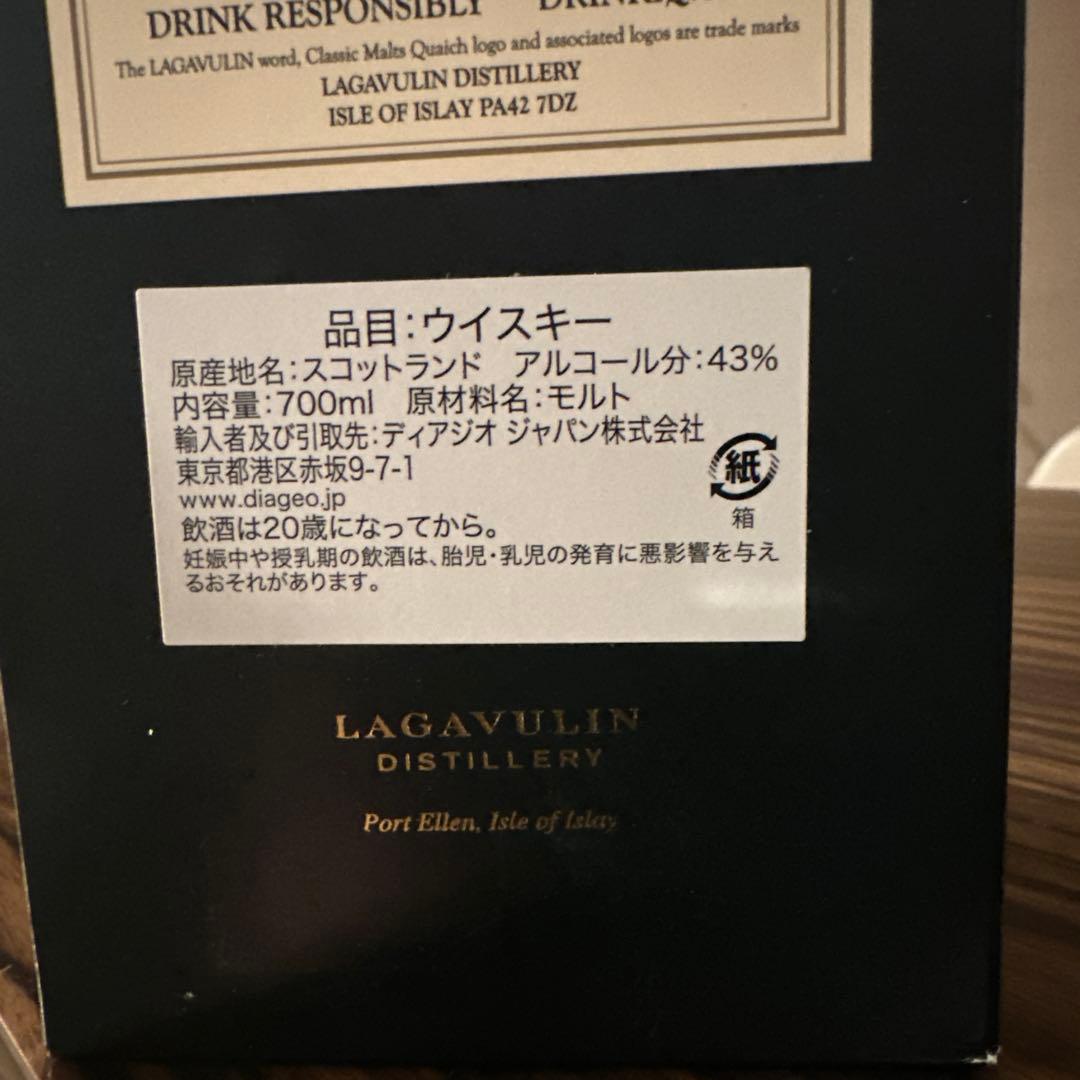 DRINK RESPONSIBLY
The LAGAVULIN word, Classic Malts Quaich logo and associated logos are trade marks
LAGAVULIN DISTILLERY
ISLE OF ISLAY PA42 7DZ
品目:ウイスキー
原産地名:スコットランド アルコール分:43%
内容量:700ml 原材料名:モルト
輸入者及び引取先:ディアジオ ジャパン株式会社
東京都港区赤坂9-7-1
www.diageo.jp
飲酒は20歳になってから。
妊娠中や授乳期の飲酒は、胎児・乳児の発育に悪影響を与え
るおそれがあります。
紙
箱
LAGAVULIN
DISTILLERY
Port Ellen, Isle of Islay